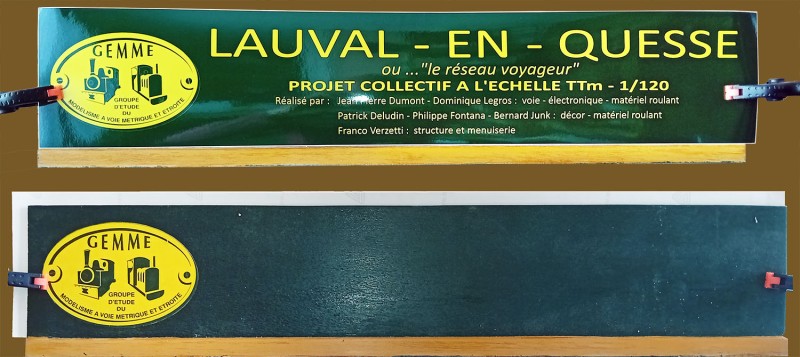 GEMME
GROUPE
D'ETUDE
DU
MODELISME A VOIE METRIQUE ET ETROITE
LAUVAL - EN - QUESSE
ou ..."le réseau voyageur"
PROJET COLLECTIF A L'ECHELLE TTm - 1/120
Réalisé par : Jean-Pierre Dumont - Dominique Legros : voie - électronique - matériel roulant
Patrick Deludin - Philippe Fontana - Bernard Junk : décor - matériel roulant
Franco Verzetti : structure et menuiserie
GEMME
GROUPE
D'ETUDE
DU
MODELISME A VOIE METRIQUE ET ETROITE